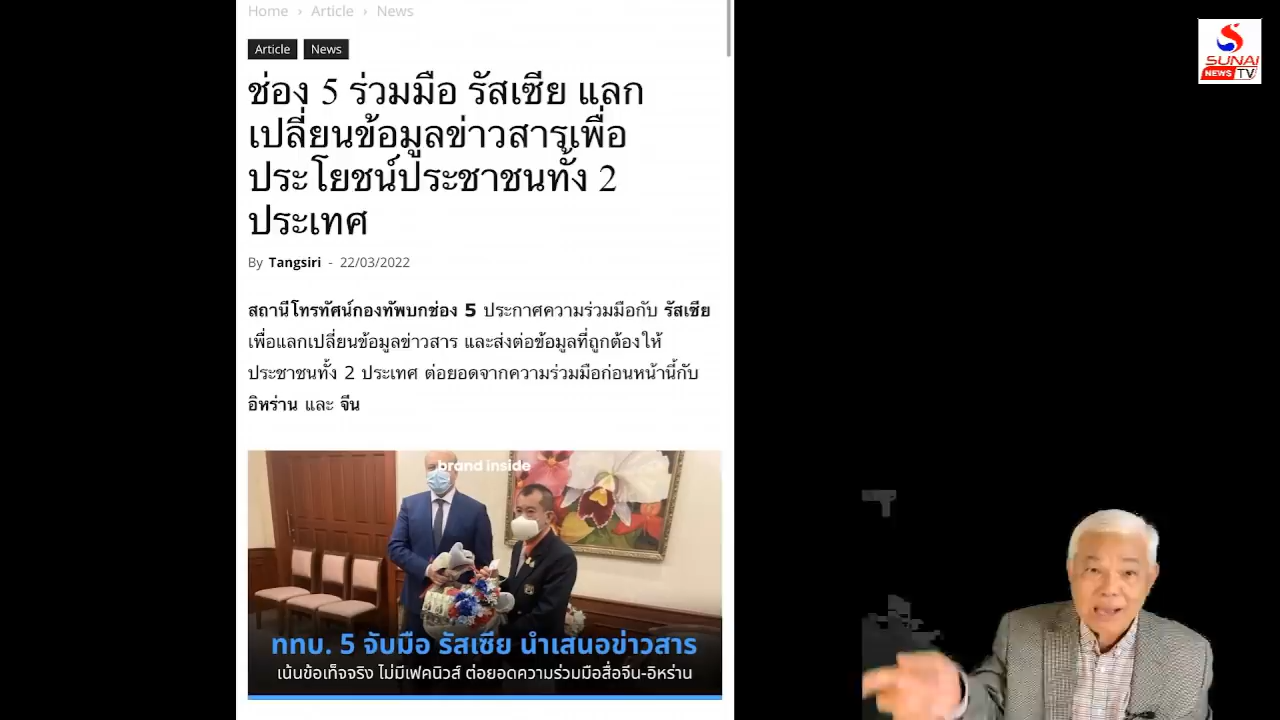 Home › Article › News
Article News
ช่อง 5 ร่วมมือ รัสเซีย แลก
เปลี่ยนข้อมูลข่าวสารเพื่อ
ประโยชน์ประชาชนทั้ง 2
ประเทศ
By Tangsiri - 22/03/2022
สถานีโทรทัศน์กองทัพบกช่อง 5 ประกาศความร่วมมือกับ รัสเซีย
เพื่อแลกเปลี่ยนข้อมูลข่าวสาร และส่งต่อข้อมูลที่ถูกต้องให้
ประชาชนทั้ง 2 ประเทศ ต่อยอดจากความร่วมมือก่อนหน้านี้กับ
อิหร่าน และ จีน
brand inside
ททบ. 5 จับมือ รัสเซีย นำเสนอข่าวสาร
เน้นข้อเท็จจริง ไม่มีเฟคนิวส์ ต่อยอดความร่วมมือสื่อจีน-อิหร่าน
SUNAI
NEWS TV